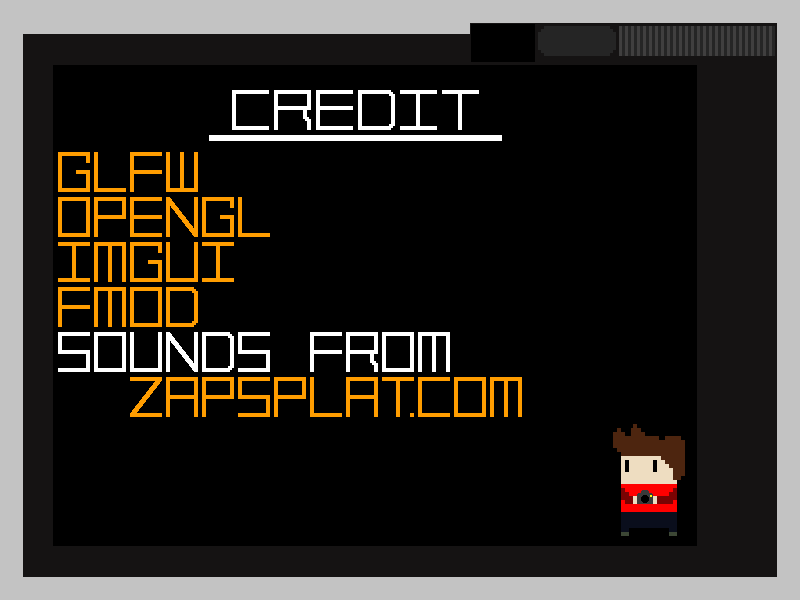 CREDIT
GLFW
OPENGL
IMGUI
FMOD
SOUNDS FROM
ZAPSPLAT.COM